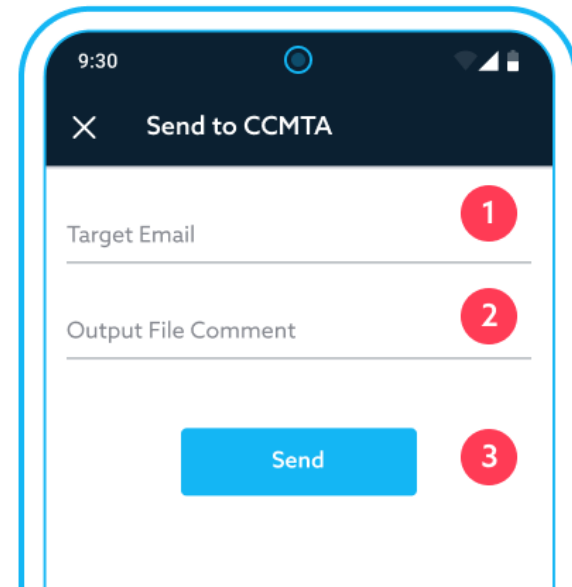 9:30
Send to CCMTA
Target Email
1
Output File Comment
2
Send
3